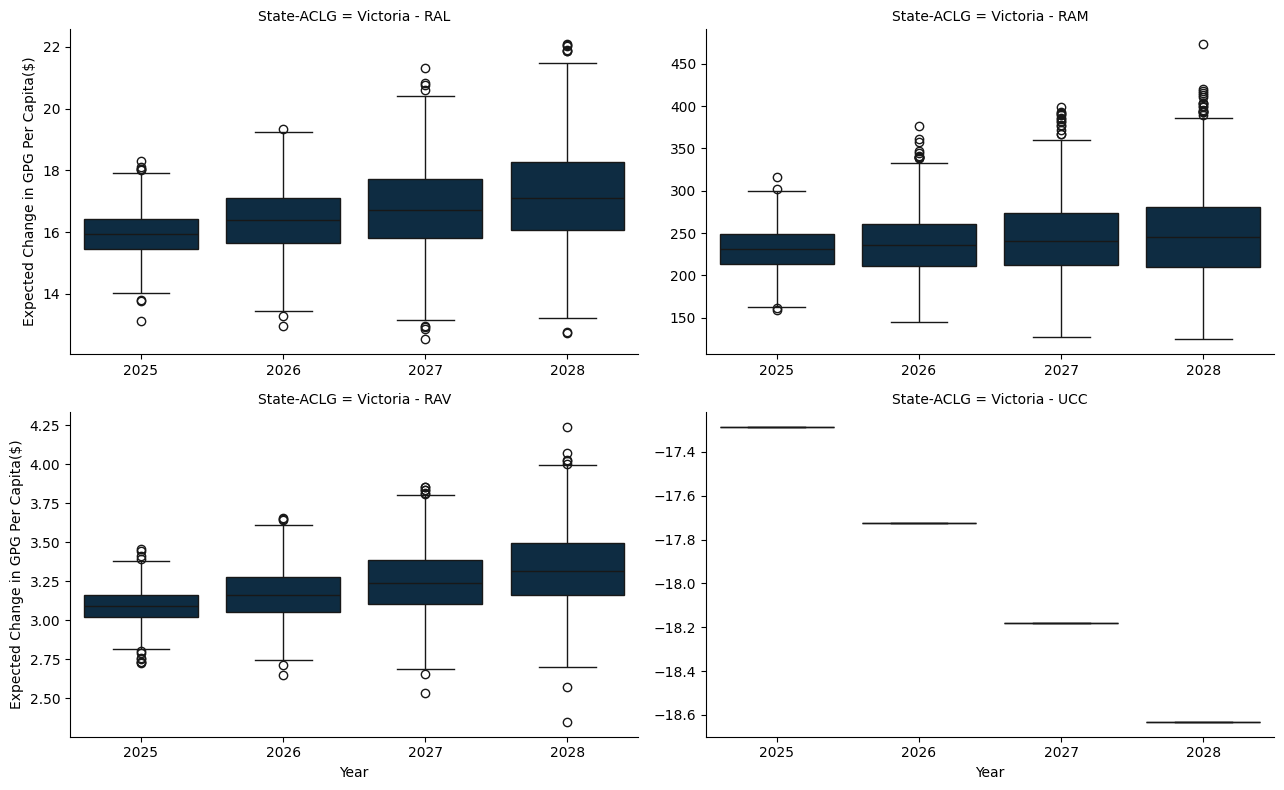 State-ACLG = Victoria - RAL
Expected Change in GPG Per Capita($)
22
20
18
16
14
2025 2026 2027 2028
State-ACLG = Victoria - RAM
450
400
350
300
250
200
150
2025 2026 2027 2028
State-ACLG = Victoria - RAV
Expected Change in GPG Per Capita($)
4.25
4.00
3.75
3.50
3.25
3.00
2.75
2.50
2025 2026 2027 2028
Year
State-ACLG = Victoria - UCC
−17.4
−17.6
−17.8
−18.0
−18.2
−18.4
−18.6
2025 2026 2027 2028
Year